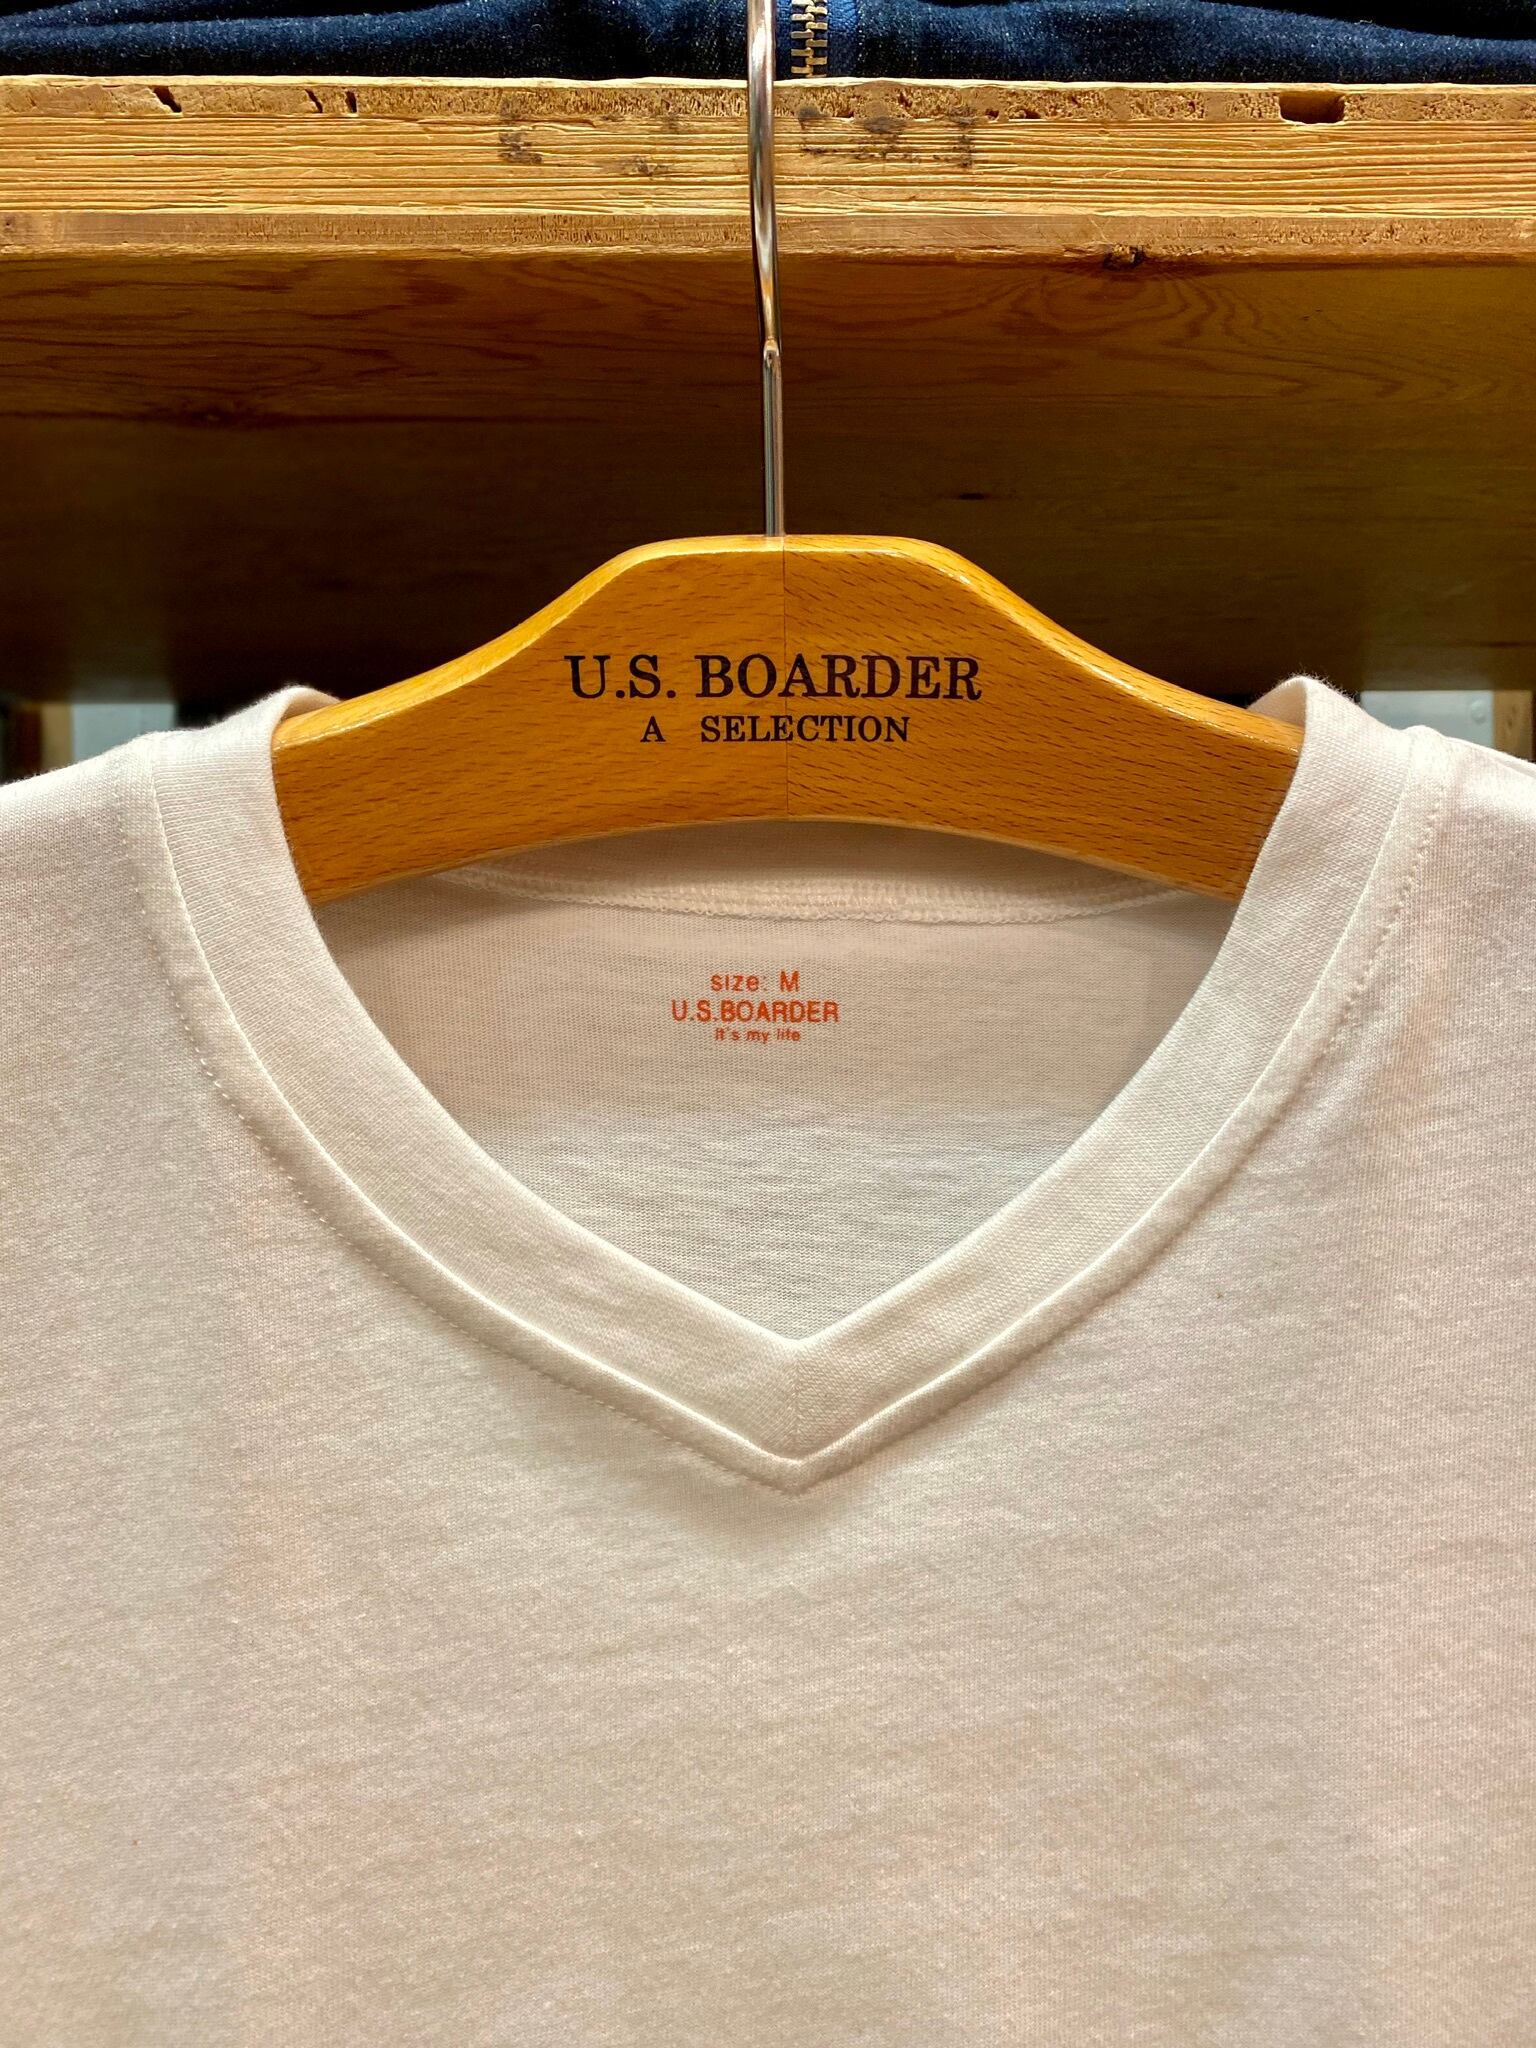 U.S. BOARDER
A SELECTION
size: M
U.S.BOARDER
it's my life